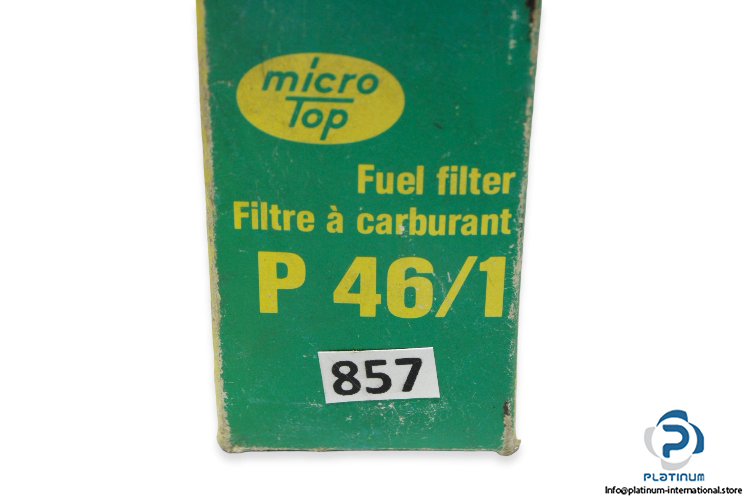 micro
Top
Fuel filter
Filtre à carburant
P 46/1
857
PLATINUM
Info@platinum-international.store